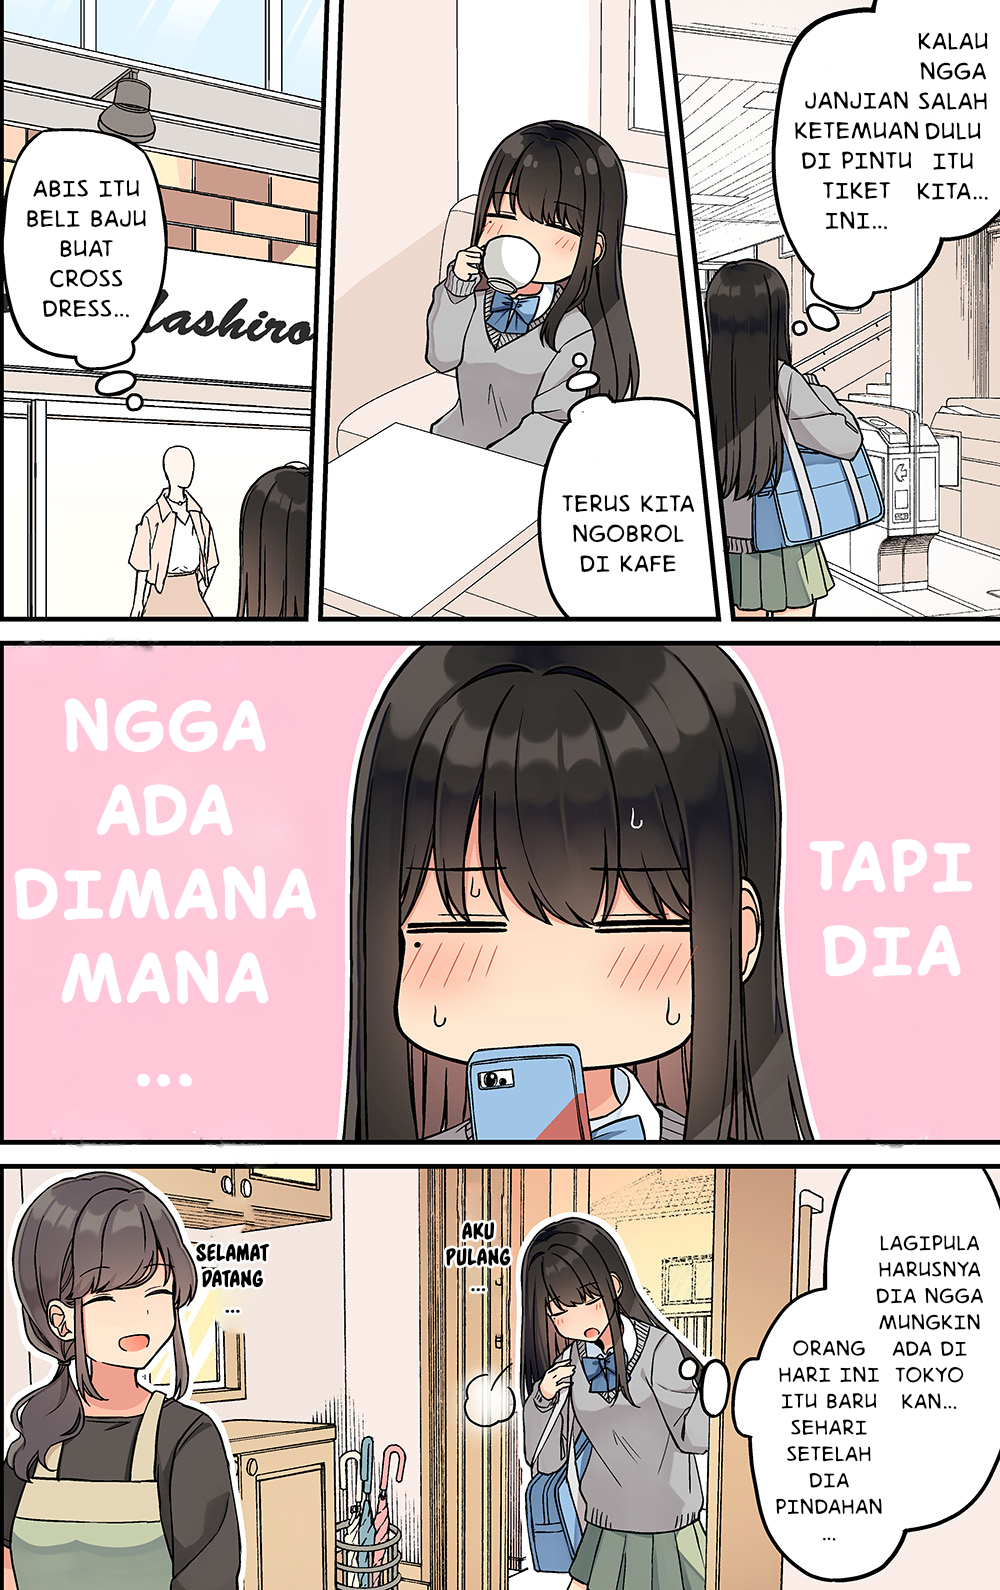 KALAU
NGGA
SALAH
DULU
ITU
KITA...
JANJIAN
KETEMUAN
DI PINTU
TIKET
INI...
TERUS KITA
NGOBROL
DI KAFE
ABIS ITU
BELI BAJU
BUAT
CROSS
DRESS...
lashiro
TAPI
DIA
NGGA
ADA
DIMANA
MANA
...
LAGIPULA
HARUSNYA
DIA NGGA
MUNGKIN
ADA DI
TOKYO
KAN...
ORANG
HARI INI
ITU BARU
SEHARI
SETELAH
DIA
PINDAHAN
...
AKU
PULANG
...
SELAMAT
DATANG
...